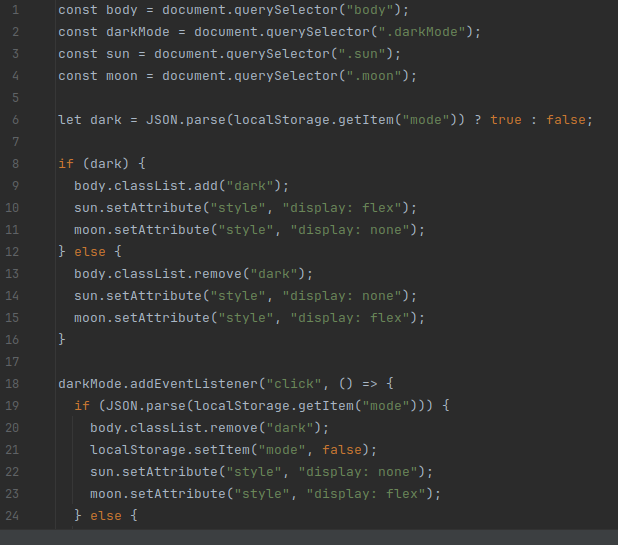 1 const body = document.querySelector("body");
2 const darkMode = document.querySelector(".darkMode");
3 const sun = document.querySelector(".sun");
4 const moon = document.querySelector(".moon");
5
6 let dark = JSON.parse(localStorage.getItem("mode")) ? true : false;
7
8 if (dark) {
9   body.classList.add("dark");
10   sun.setAttribute("style", "display: flex");
11   moon.setAttribute("style", "display: none");
12 } else {
13   body.classList.remove("dark");
14   sun.setAttribute("style", "display: none");
15   moon.setAttribute("style", "display: flex");
16 }
17
18 darkMode.addEventListener("click", () => {
19   if (JSON.parse(localStorage.getItem("mode"))) {
20     body.classList.remove("dark");
21     localStorage.setItem("mode", false);
22     sun.setAttribute("style", "display: none");
23     moon.setAttribute("style", "display: flex");
24   } else {